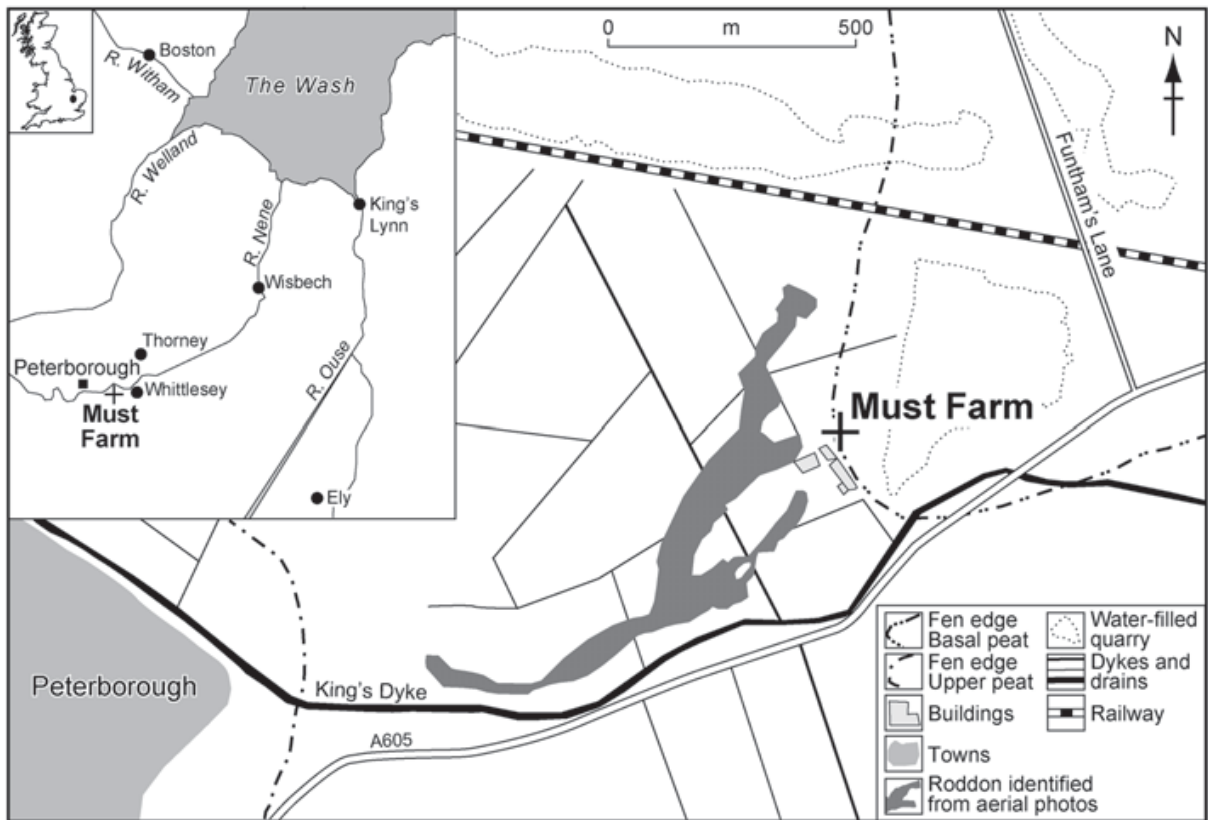 Boston
R. Witham
The Wash
R. Welland
R. Nene
King's
Lynn
Wisbech
Thorney
Peterborough
Whittlesey
Must
Farm
R. Ouse
Ely
0 m 500
N
Funtham's Lane
Must Farm
Peterborough
King's Dyke
A605
Fen edge
Basal peat
Fen edge
Upper peat
Buildings
Towns
Roddon identified
from aerial photos
Water-filled
quarry
Dykes and
drains
Railway